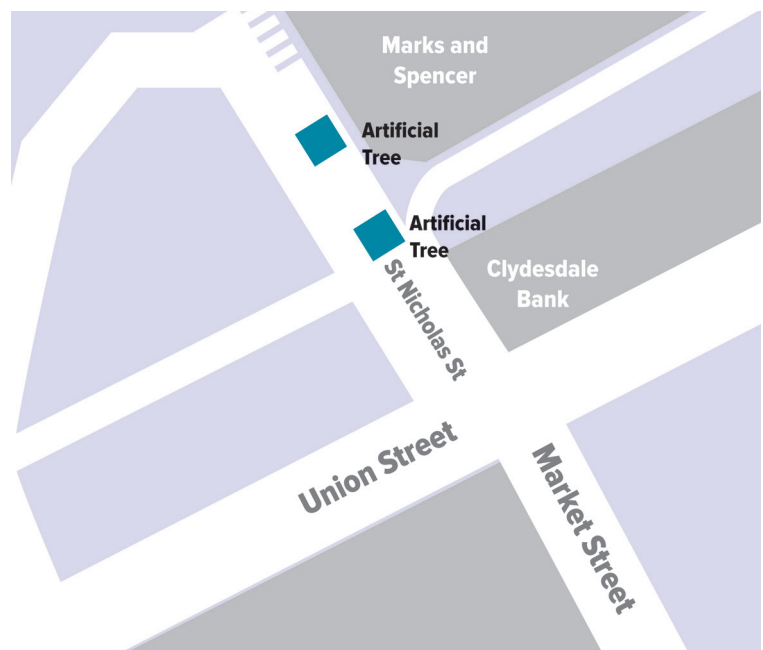 Marks and
Spencer
Artificial
Tree
Artificial
Tree
Clydesdale
Bank
St Nicholas St
Union Street
Market Street